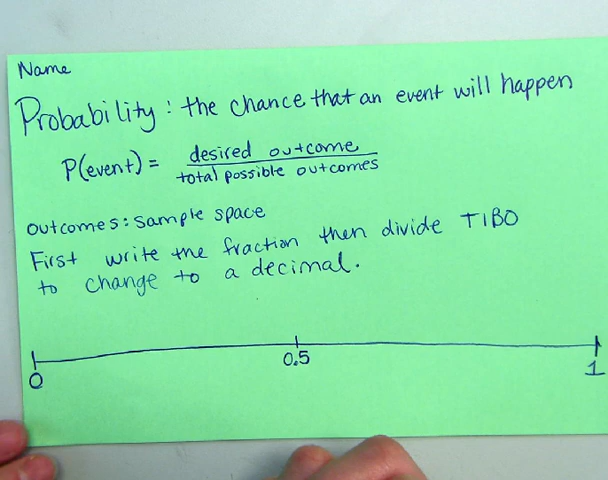 Name
Probability: the chance that an event will happen
P(event) = desired outcome / total possible outcomes
outcomes: sample space
First write the fraction then divide TIBO
to change to a decimal.
0 0.5 1